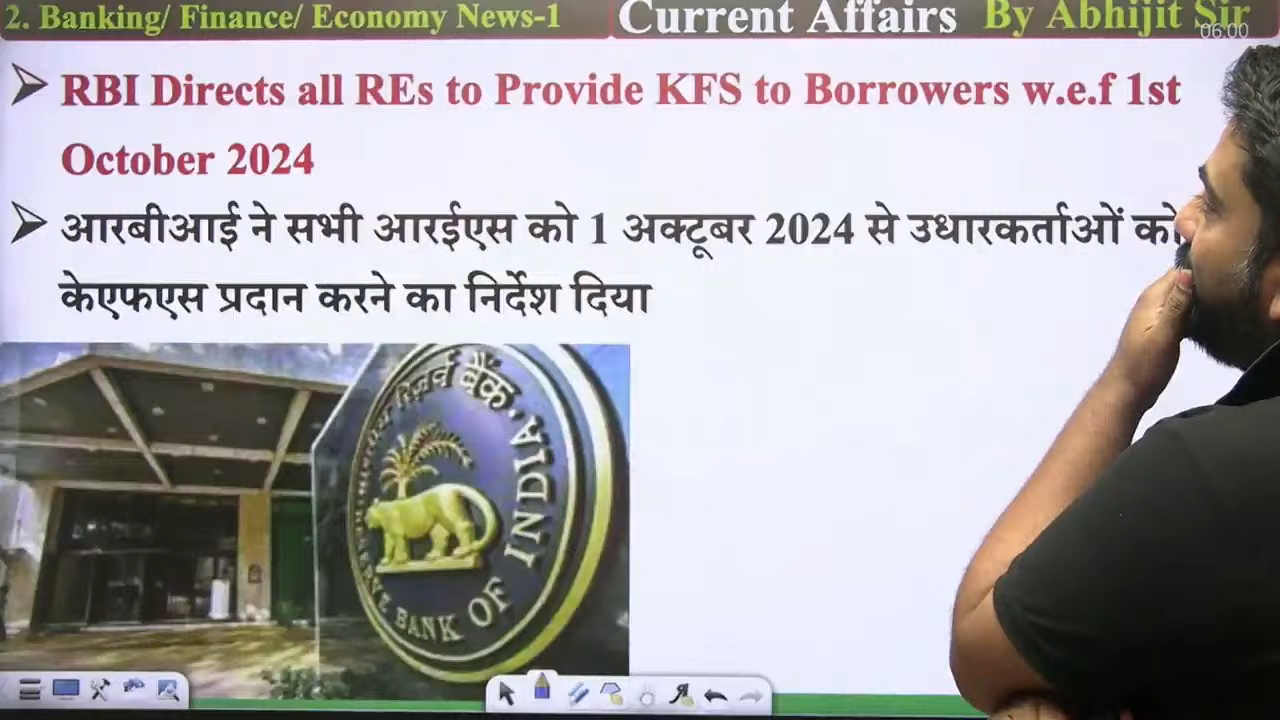 2. Banking/ Finance/ Economy News-1
Current Affairs By Abhijit Sir
06:00
RBI Directs all REs to Provide KFS to Borrowers w.e.f 1st
October 2024
आरबीआई ने सभी आरईएस को 1 अक्टूबर 2024 से उधारकर्ताओं को
केएफएस प्रदान करने का निर्देश दिया
रिज़र्व बैंक
BANK OF INDIA